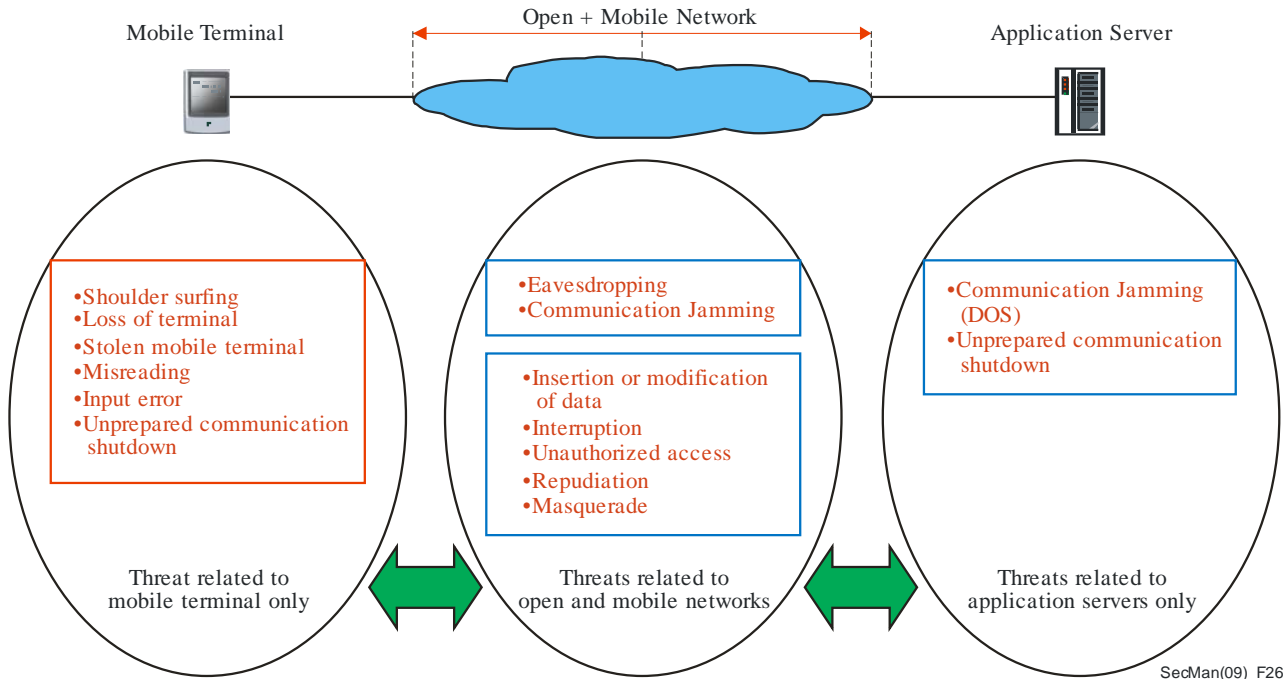 Open + Mobile Network
Mobile Terminal
Application Server
•Shoulder surfing
•Loss of terminal
•Stolen mobile terminal
•Misreading
•Input error
•Unprepared communication
shutdown
Threat related to
mobile terminal only
•Eavesdropping
•Communication Jamming
•Insertion or modification
of data
•Interruption
•Unauthorized access
•Repudiation
•Masquerade
Threats related to
open and mobile networks
•Communication Jamming
(DOS)
•Unprepared communication
shutdown
Threats related to
application servers only
SecMan(09)_F26